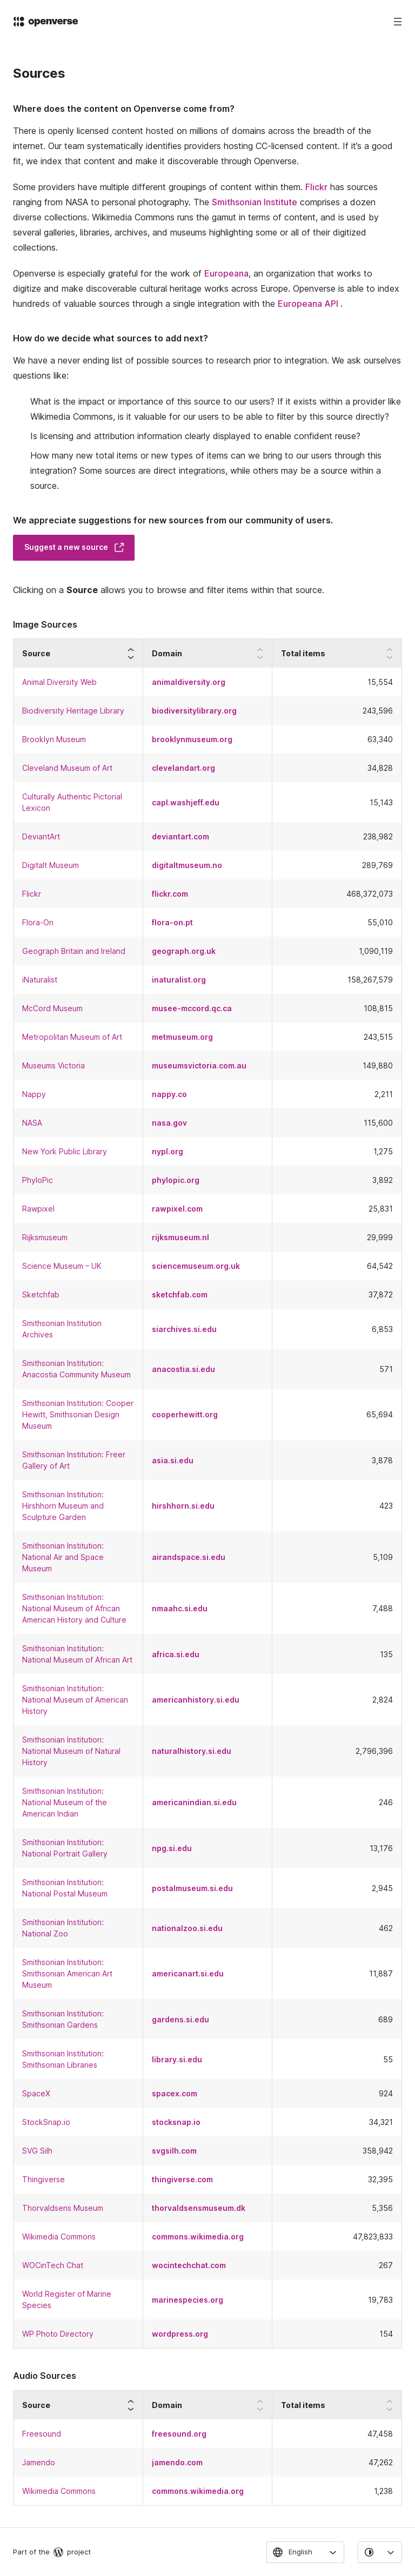 openverse
Sources
Where does the content on Openverse come from?
There is openly licensed content hosted on millions of domains across the breadth of the
internet. Our team systematically identifies providers hosting CC-licensed content. If it's a good
fit, we index that content and make it discoverable through Openverse.
Some providers have multiple different groupings of content within them. Flickr has sources
ranging from NASA to personal photography. The Smithsonian Institute comprises a dozen
diverse collections. Wikimedia Commons runs the gamut in terms of content, and is used by
several galleries, libraries, archives, and museums highlighting some or all of their digitized
collections.
Openverse is especially grateful for the work of Europeana, an organization that works to
digitize and make discoverable cultural heritage works across Europe. Openverse is able to index
hundreds of valuable sources through a single integration with the Europeana API .
How do we decide what sources to add next?
We have a never ending list of possible sources to research prior to integration. We ask ourselves
questions like:
What is the impact or importance of this source to our users? If it exists within a provider like
Wikimedia Commons, is it valuable for our users to be able to filter by this source directly?
Is licensing and attribution information clearly displayed to enable confident reuse?
How many new total items or new types of items can we bring to our users through this
integration? Some sources are direct integrations, while others may be a source within a
source.
We appreciate suggestions for new sources from our community of users.
Suggest a new source
Clicking on a Source allows you to browse and filter items within that source.
Image Sources
Source Domain Total items
Animal Diversity Web animaldiversity.org 15,554
Biodiversity Heritage Library biodiversitylibrary.org 243,596
Brooklyn Museum brooklynmuseum.org 63,340
Cleveland Museum of Art clevelandart.org 34,828
Culturally Authentic Pictorial
Lexicon capl.washjeff.edu 15,143
DeviantArt deviantart.com 238,982
Digitalt Museum digitaltmuseum.no 289,769
Flickr flickr.com 468,372,073
Flora-On flora-on.pt 55,010
Geograph Britain and Ireland geograph.org.uk 1,090,119
iNaturalist inaturalist.org 158,267,579
McCord Museum musee-mccord.qc.ca 108,815
Metropolitan Museum of Art metmuseum.org 243,515
Museums Victoria museumsvictoria.com.au 149,880
Nappy nappy.co 2,211
NASA nasa.gov 115,600
New York Public Library nypl.org 1,275
PhyloPic phylopic.org 3,892
Rawpixel rawpixel.com 25,831
Rijksmuseum rijksmuseum.nl 29,999
Science Museum – UK sciencemuseum.org.uk 64,542
Sketchfab sketchfab.com 37,872
Smithsonian Institution
Archives siarchives.si.edu 6,853
Smithsonian Institution:
Anacostia Community Museum anacostia.si.edu 571
Smithsonian Institution: Cooper
Hewitt, Smithsonian Design
Museum cooperhewitt.org 65,694
Smithsonian Institution: Freer
Gallery of Art asia.si.edu 3,878
Smithsonian Institution:
Hirshhorn Museum and
Sculpture Garden hirshhorn.si.edu 423
Smithsonian Institution:
National Air and Space
Museum airandspace.si.edu 5,109
Smithsonian Institution:
National Museum of African
American History and Culture nmaahc.si.edu 7,488
Smithsonian Institution:
National Museum of African Art africa.si.edu 135
Smithsonian Institution:
National Museum of American
History americanhistory.si.edu 2,824
Smithsonian Institution:
National Museum of Natural
History naturalhistory.si.edu 2,796,396
Smithsonian Institution:
National Museum of the
American Indian americanindian.si.edu 246
Smithsonian Institution:
National Portrait Gallery npg.si.edu 13,176
Smithsonian Institution:
National Postal Museum postalmuseum.si.edu 2,945
Smithsonian Institution:
National Zoo nationalzoo.si.edu 462
Smithsonian Institution:
Smithsonian American Art
Museum americanart.si.edu 11,887
Smithsonian Institution:
Smithsonian Gardens gardens.si.edu 689
Smithsonian Institution:
Smithsonian Libraries library.si.edu 55
SpaceX spacex.com 924
StockSnap.io stocksnap.io 34,321
SVG Silh svgsilh.com 358,942
Thingiverse thingiverse.com 32,395
Thorvaldsens Museum thorvaldsensmuseum.dk 5,356
Wikimedia Commons commons.wikimedia.org 47,823,833
WOCinTech Chat wocintechchat.com 267
World Register of Marine
Species marinespecies.org 19,783
WP Photo Directory wordpress.org 154
Audio Sources
Source Domain Total items
Freesound freesound.org 47,458
Jamendo jamendo.com 47,262
Wikimedia Commons commons.wikimedia.org 1,238
Part of the project English